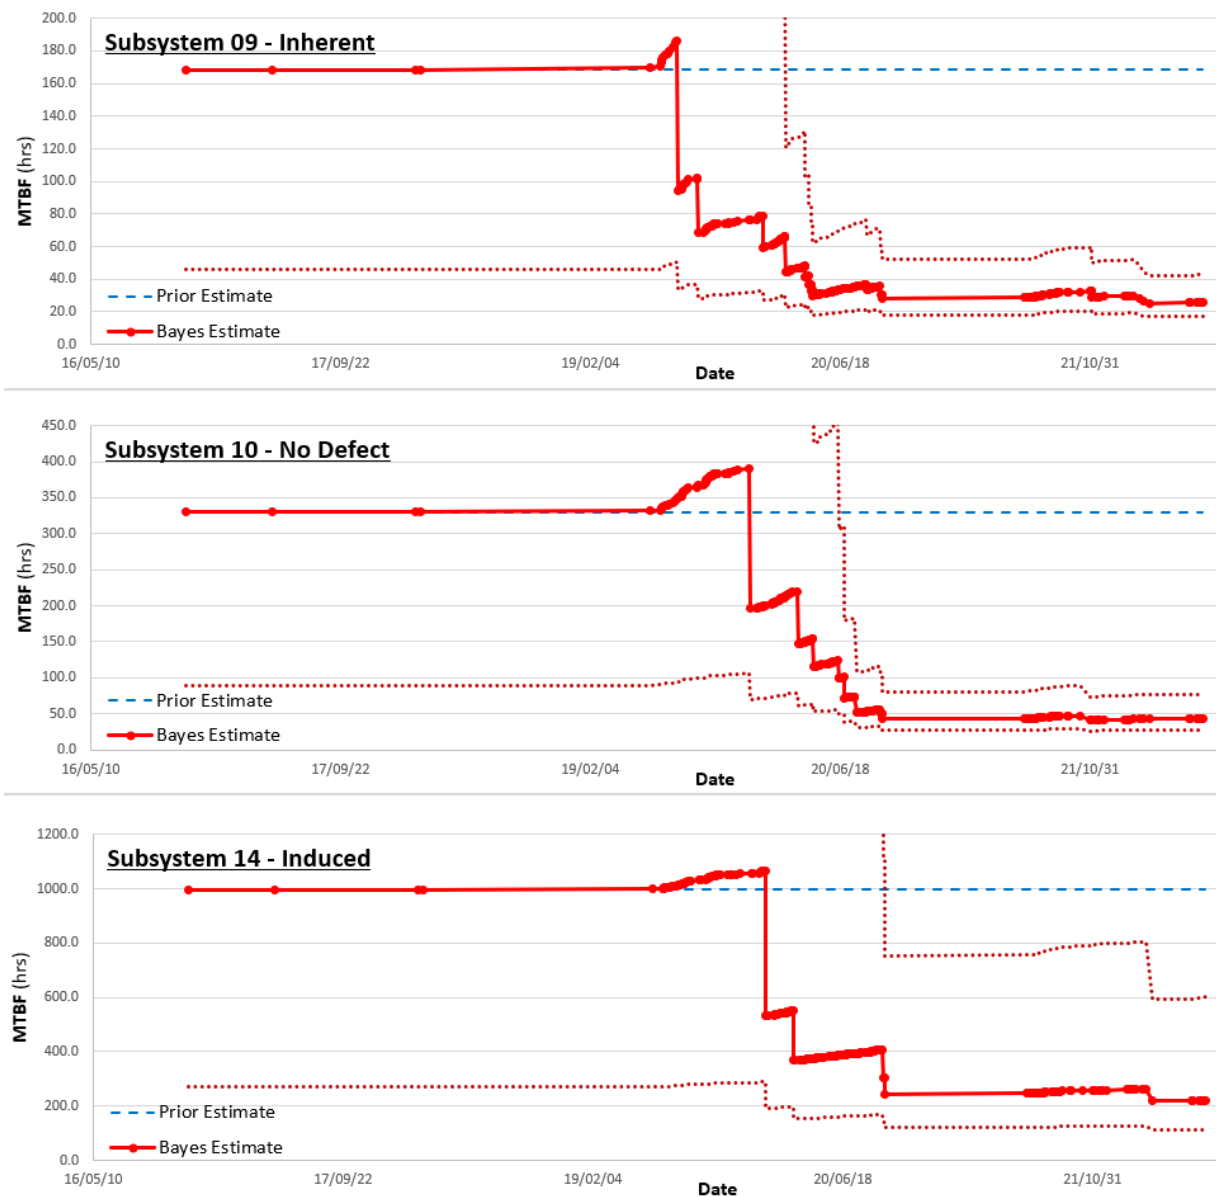 200.0
Subsystem 09 - Inherent
180.0
160.0
140.0
120.0
100.0
80.0
60.0
40.0
20.0
0.0
MTBF (hrs)
Prior Estimate
Bayes Estimate
16/05/10 17/09/22 19/02/04 20/06/18 21/10/31
Date
450.0
Subsystem 10 - No Defect
400.0
350.0
300.0
250.0
200.0
150.0
100.0
50.0
0.0
MTBF (hrs)
Prior Estimate
Bayes Estimate
16/05/10 17/09/22 19/02/04 20/06/18 21/10/31
Date
1200.0
Subsystem 14 - Induced
1000.0
800.0
600.0
400.0
200.0
0.0
MTBF (hrs)
Prior Estimate
Bayes Estimate
16/05/10 17/09/22 19/02/04 20/06/18 21/10/31
Date